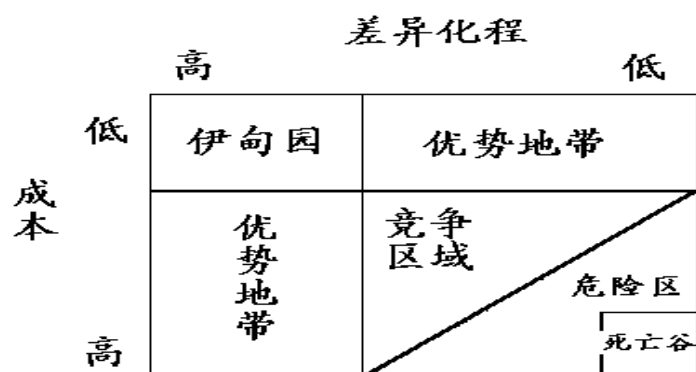 差异化程
高
低
低
伊甸园
优势地带
成本
优势地带
竞争
区域
危险区
高
死亡谷